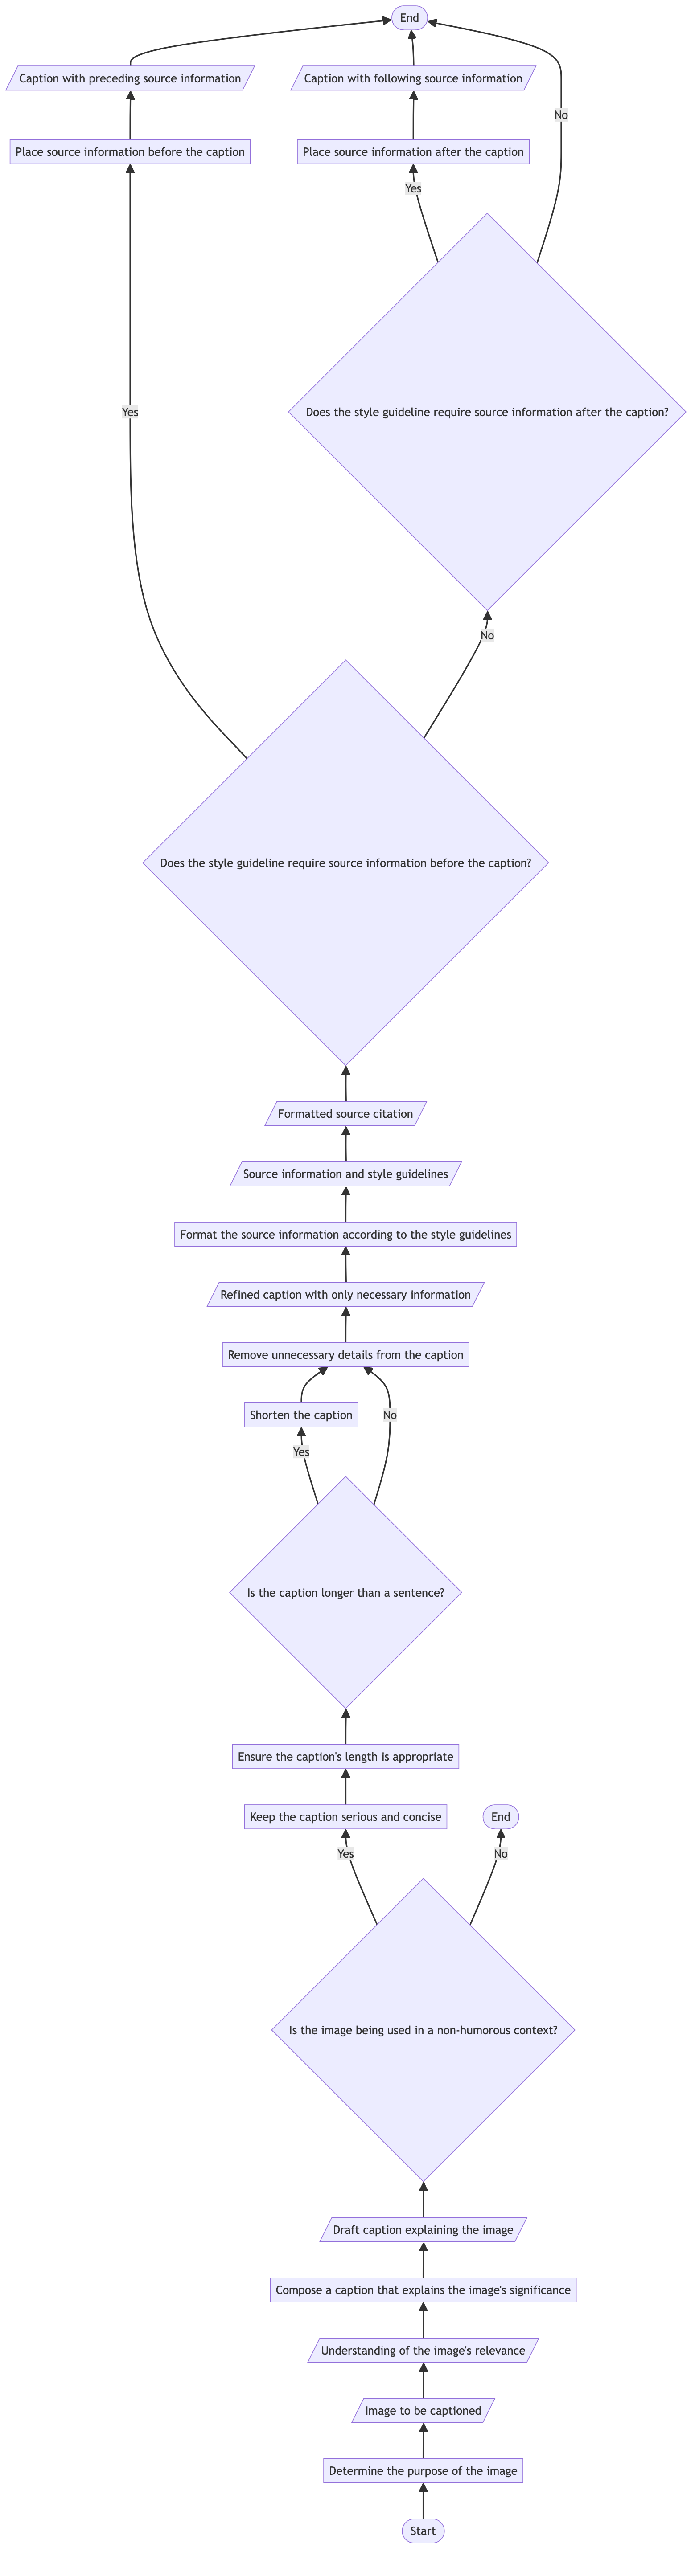 End
Caption with preceding source information
Caption with following source information
No
Place source information before the caption
Place source information after the caption
Yes
Yes
Does the style guideline require source information after the caption?
No
Does the style guideline require source information before the caption?
Formatted source citation
Source information and style guidelines
Format the source information according to the style guidelines
Refined caption with only necessary information
Remove unnecessary details from the caption
Shorten the caption
No
Yes
Is the caption longer than a sentence?
Ensure the caption's length is appropriate
Keep the caption serious and concise
End
Yes
No
Is the image being used in a non-humorous context?
Draft caption explaining the image
Compose a caption that explains the image's significance
Understanding of the image's relevance
Image to be captioned
Determine the purpose of the image
Start